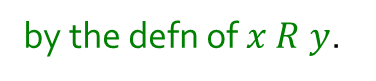 by the defn of x R y.